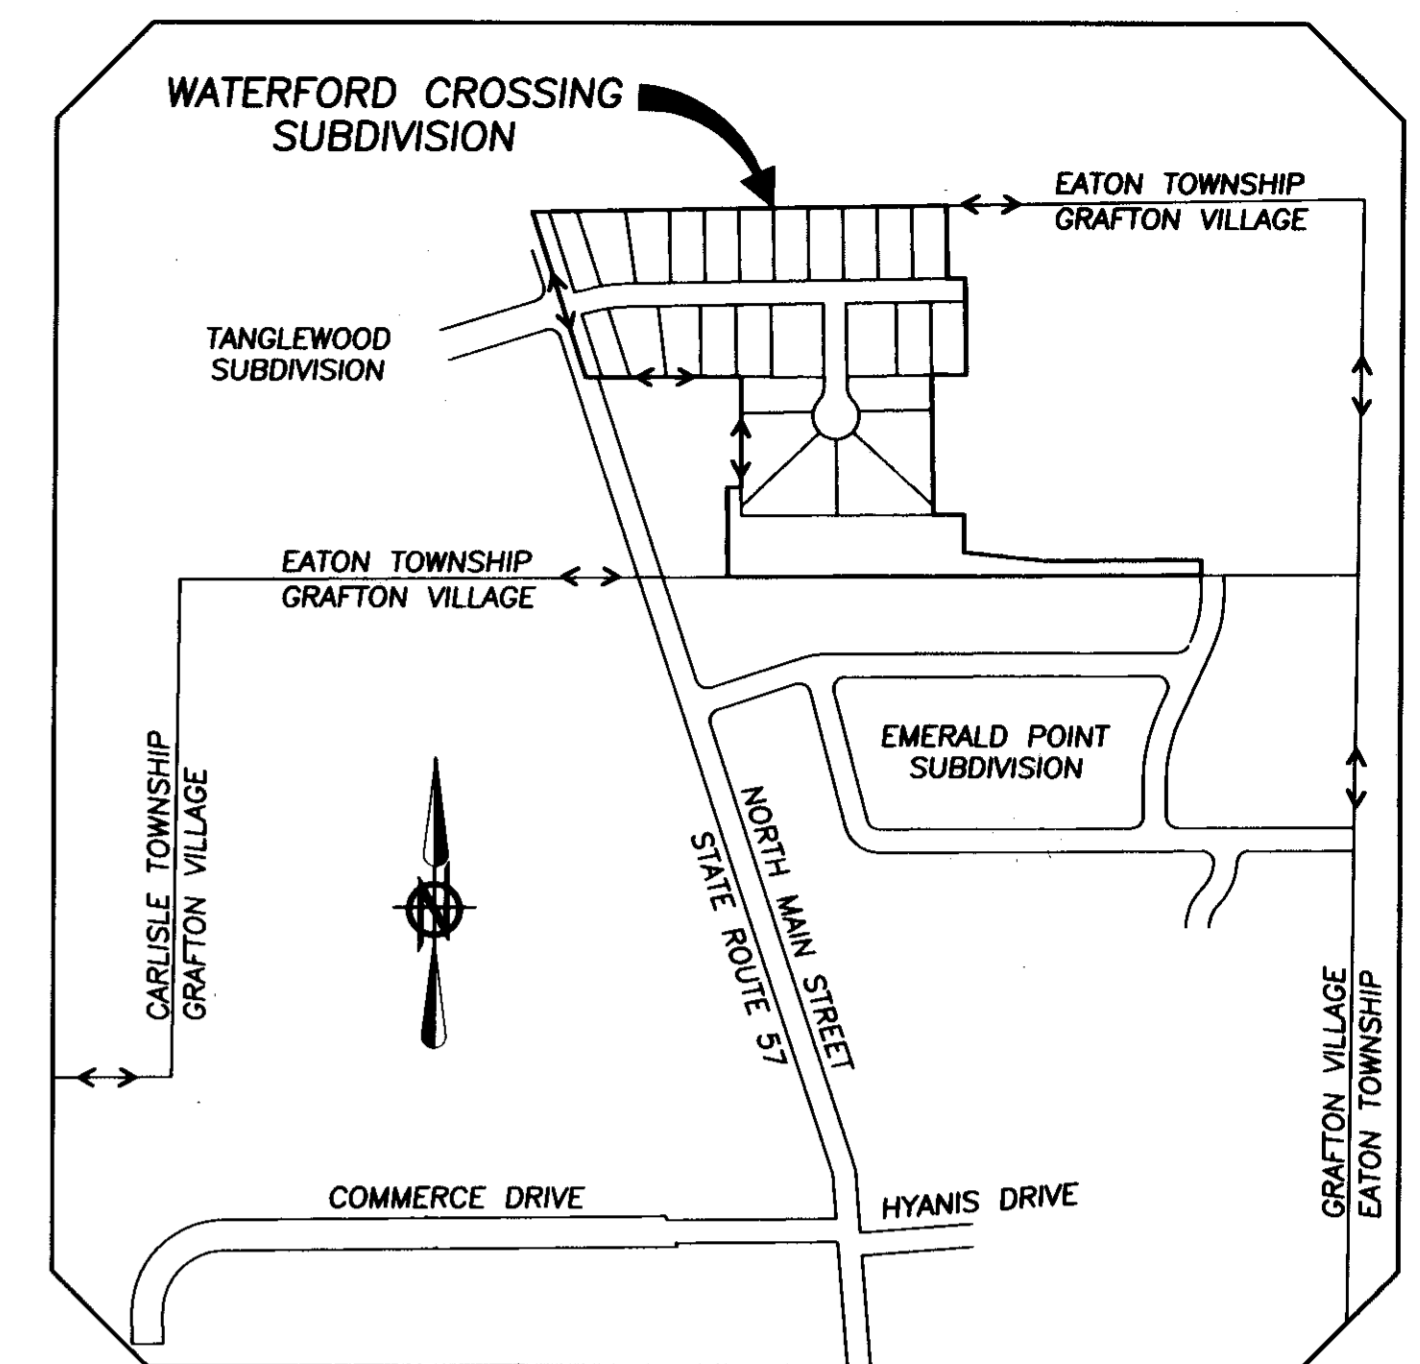 WATERFORD CROSSING
SUBDIVISION
EATON TOWNSHIP
GRAFTON VILLAGE
TANGLEWOOD
SUBDIVISION
EATON TOWNSHIP
GRAFTON VILLAGE
EMERALD POINT
SUBDIVISION
CARLISLE TOWNSHIP
GRAFTON VILLAGE
NORTH MAIN STREET
STATE ROUTE 57
N
GRAFTON VILLAGE
EATON TOWNSHIP
COMMERCE DRIVE
HYANIS DRIVE